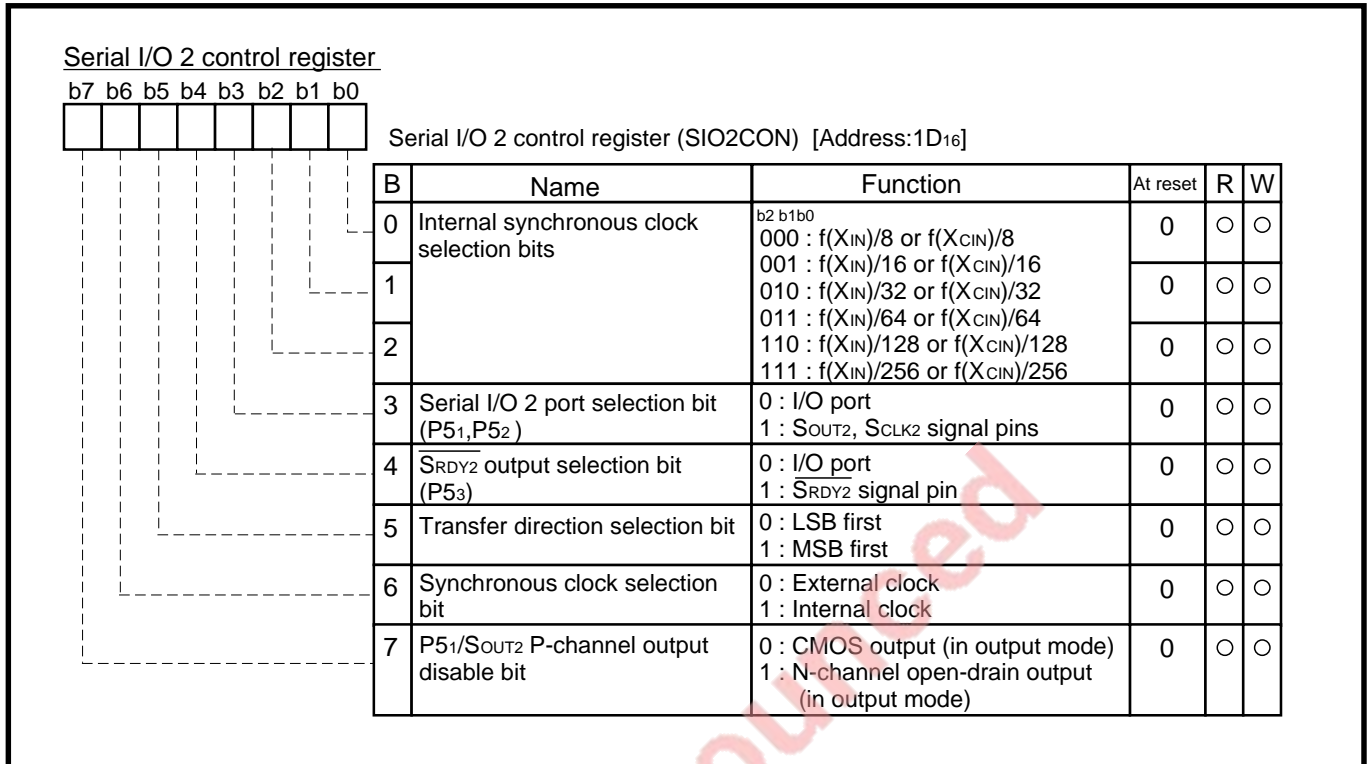 Serial I/O 2 control register
b7 b6 b5 b4 b3 b2 b1 b0
Serial I/O 2 control register (SIO2CON) [Address:1D16]
B Name Function At reset R W
0 Internal synchronous clock selection bits
b2 b1b0
000 : f(XIN)/8 or f(XCIN)/8
001 : f(XIN)/16 or f(XCIN)/16
010 : f(XIN)/32 or f(XCIN)/32
011 : f(XIN)/64 or f(XCIN)/64
110 : f(XIN)/128 or f(XCIN)/128
111 : f(XIN)/256 or f(XCIN)/256
0 ○ ○
1 0 ○ ○
2 0 ○ ○
3 Serial I/O 2 port selection bit
(P51,P52 )
0 : I/O port
1 : SOUT2, SCLK2 signal pins
0 ○ ○
4 SRDY2 output selection bit
(P53)
0 : I/O port
1 : SRDY2 signal pin
0 ○ ○
5 Transfer direction selection bit
0 : LSB first
1 : MSB first
0 ○ ○
6 Synchronous clock selection
bit
0 : External clock
1 : Internal clock
0 ○ ○
7 P51/SOUT2 P-channel output
disable bit
0 : CMOS output (in output mode)
1 : N-channel open-drain output
(in output mode)
0 ○ ○
ounced